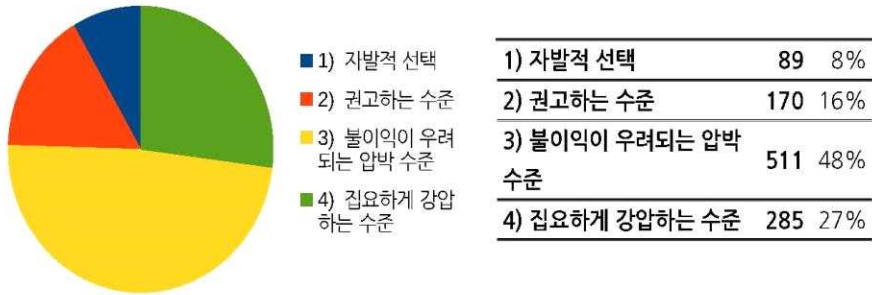 1) 자발적 선택
2) 권고하는 수준
3) 불이익이 우려
되는 압박 수준
4) 집요하게 강압
하는 수준
1) 자발적 선택 89 8%
2) 권고하는 수준 170 16%
3) 불이익이 우려되는 압박
수준 511 48%
4) 집요하게 강압하는 수준 285 27%